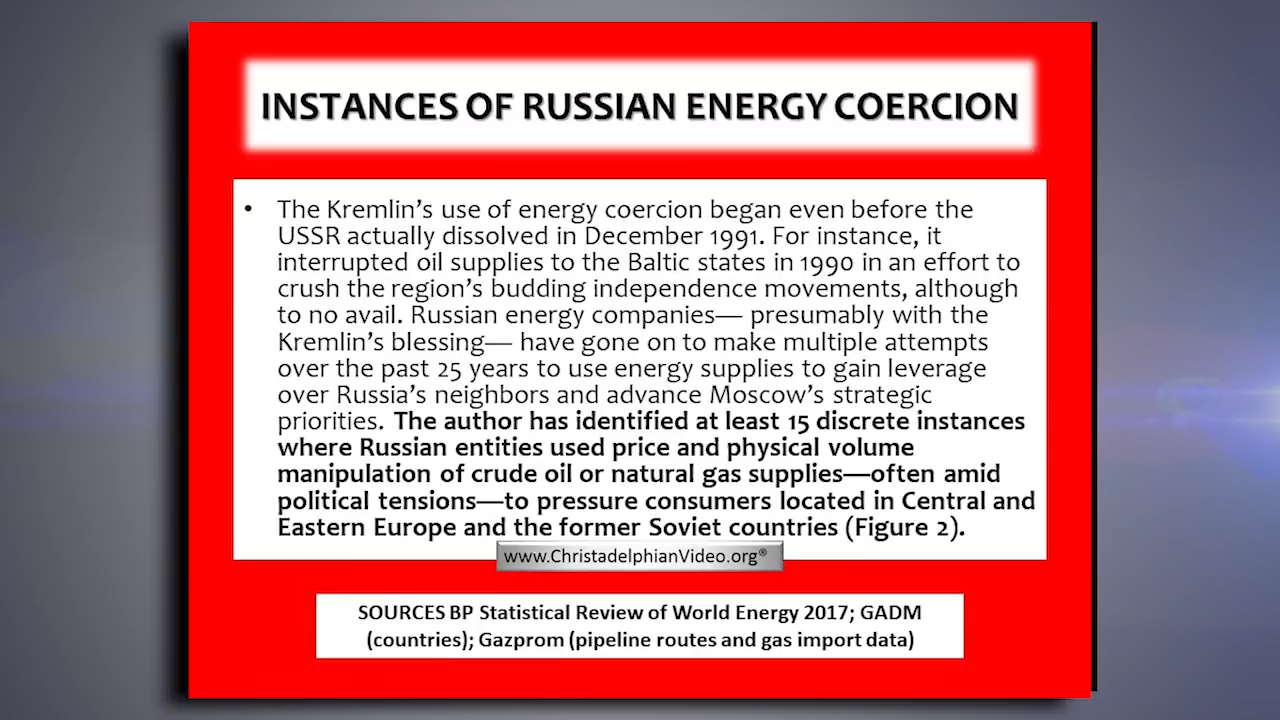 INSTANCES OF RUSSIAN ENERGY COERCION
• The Kremlin's use of energy coercion began even before the
USSR actually dissolved in December 1991. For instance, it
interrupted oil supplies to the Baltic states in 1990 in an effort to
crush the region's budding independence movements, although
to no avail. Russian energy companies— presumably with the
Kremlin's blessing— have gone on to make multiple attempts
over the past 25 years to use energy supplies to gain leverage
over Russia's neighbors and advance Moscow's strategic
priorities. The author has identified at least 15 discrete instances
where Russian entities used price and physical volume
manipulation of crude oil or natural gas supplies—often amid
political tensions—to pressure consumers located in Central and
Eastern Europe and the former Soviet countries (Figure 2).
www.ChristadelphianVideo.org®
SOURCES BP Statistical Review of World Energy 2017; GADM
(countries); Gazprom (pipeline routes and gas import data)